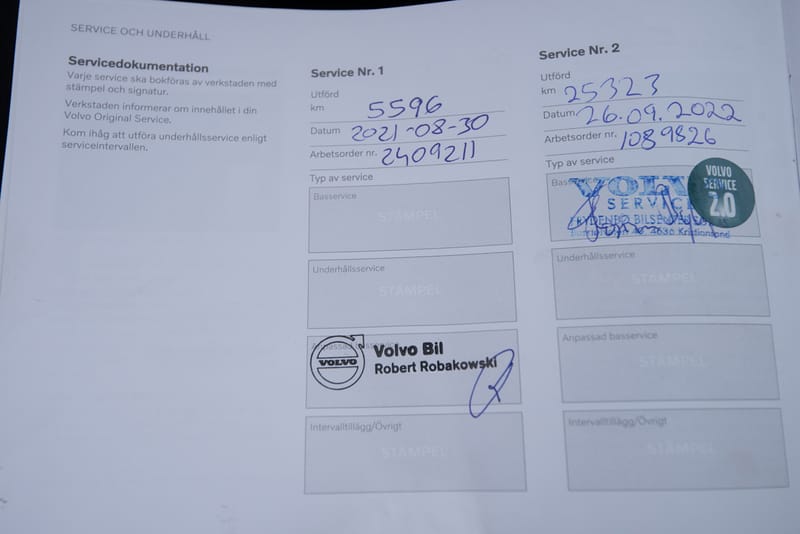 SERVICE OCH UNDERHÅLL
Servicedokumentation
Varje service ska bokföras av verkstaden med
stämpel och signatur.
Verkstaden informerar om innehållet i din
Volvo Original Service.
Kom ihåg att utföra underhållsservice enligt
serviceintervallen.
Service Nr. 1
Utförd
km 5596
Datum 2021-08-30
Arbetsorder nr. 2409211
Typ av service
Basservice
STÄMPEL
Underhållsservice
STÄMPEL
VOLVO
Volvo Bil
Robert Robakowski
Intervalltillägg/Övrigt
STÄMPEL
Service Nr. 2
Utförd
km 25323
Datum 26.09.2022
Arbetsorder nr. 1089826
Typ av service
VOLVO
SERVICE
VOLVO
SERVICE
2.0
4630 Kristiansand
Underhållsservice
STÄMPEL
Anpassad basservice
STÄMPEL
Intervalltillägg/Övrigt
STÄMPEL